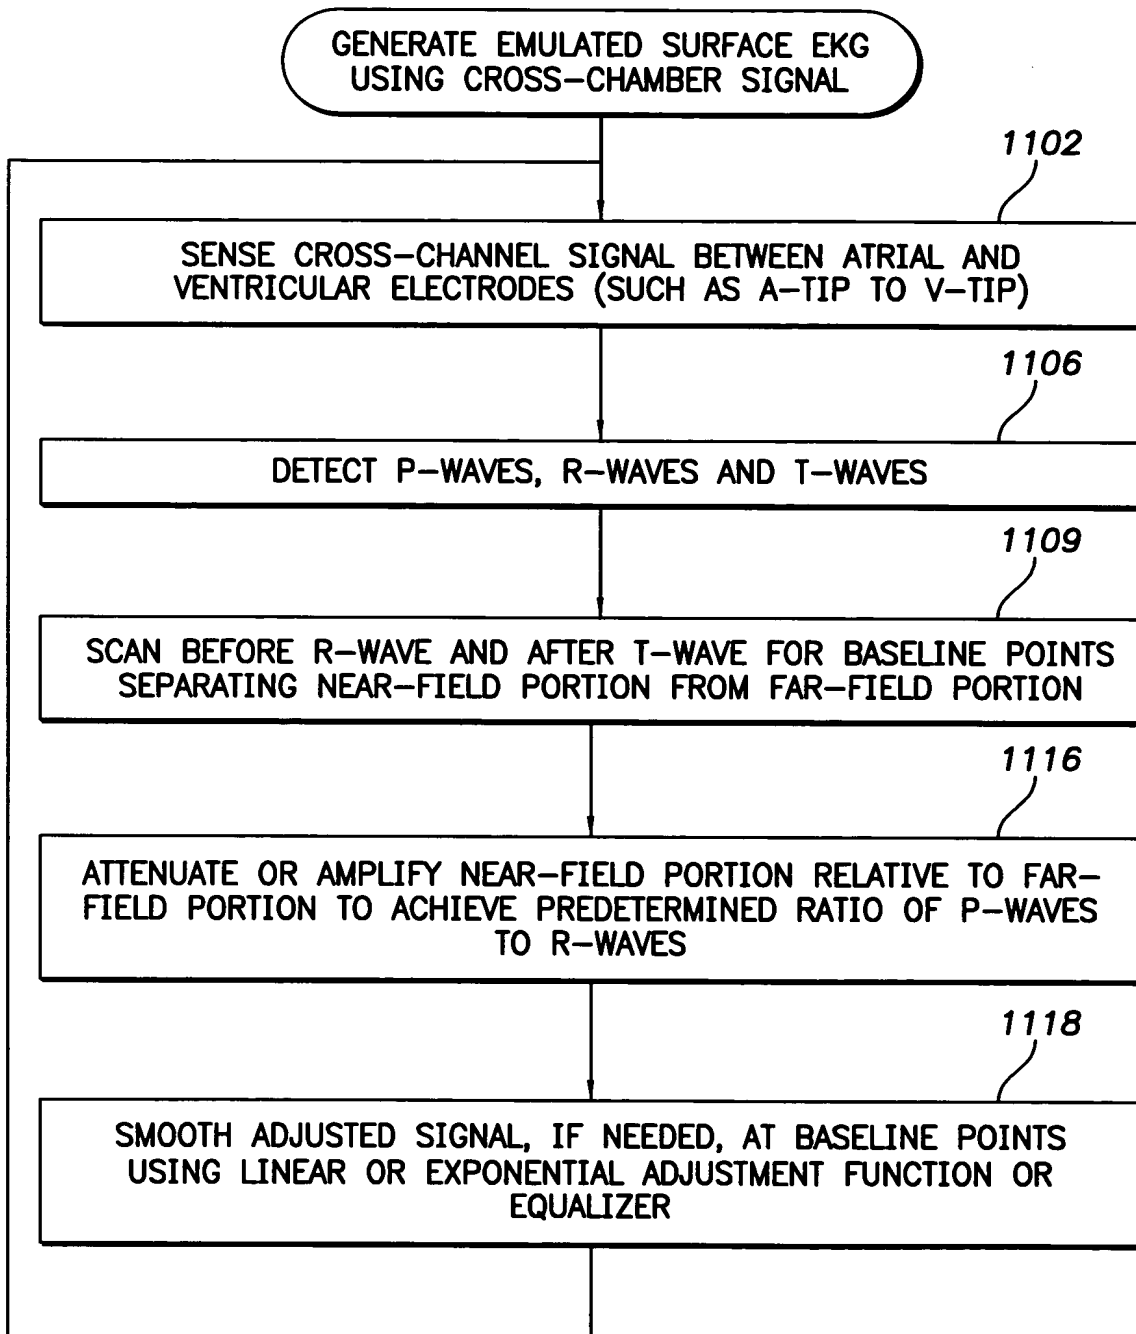 GENERATE EMULATED SURFACE EKG
USING CROSS-CHAMBER SIGNAL
1102
SENSE CROSS-CHANNEL SIGNAL BETWEEN ATRIAL AND
VENTRICULAR ELECTRODES (SUCH AS A-TIP TO V-TIP)
1106
DETECT P-WAVES, R-WAVES AND T-WAVES
1109
SCAN BEFORE R-WAVE AND AFTER T-WAVE FOR BASELINE POINTS
SEPARATING NEAR-FIELD PORTION FROM FAR-FIELD PORTION
1116
ATTENUATE OR AMPLIFY NEAR-FIELD PORTION RELATIVE TO FAR-
FIELD PORTION TO ACHIEVE PREDETERMINED RATIO OF P-WAVES
TO R-WAVES
1118
SMOOTH ADJUSTED SIGNAL, IF NEEDED, AT BASELINE POINTS
USING LINEAR OR EXPONENTIAL ADJUSTMENT FUNCTION OR
EQUALIZER